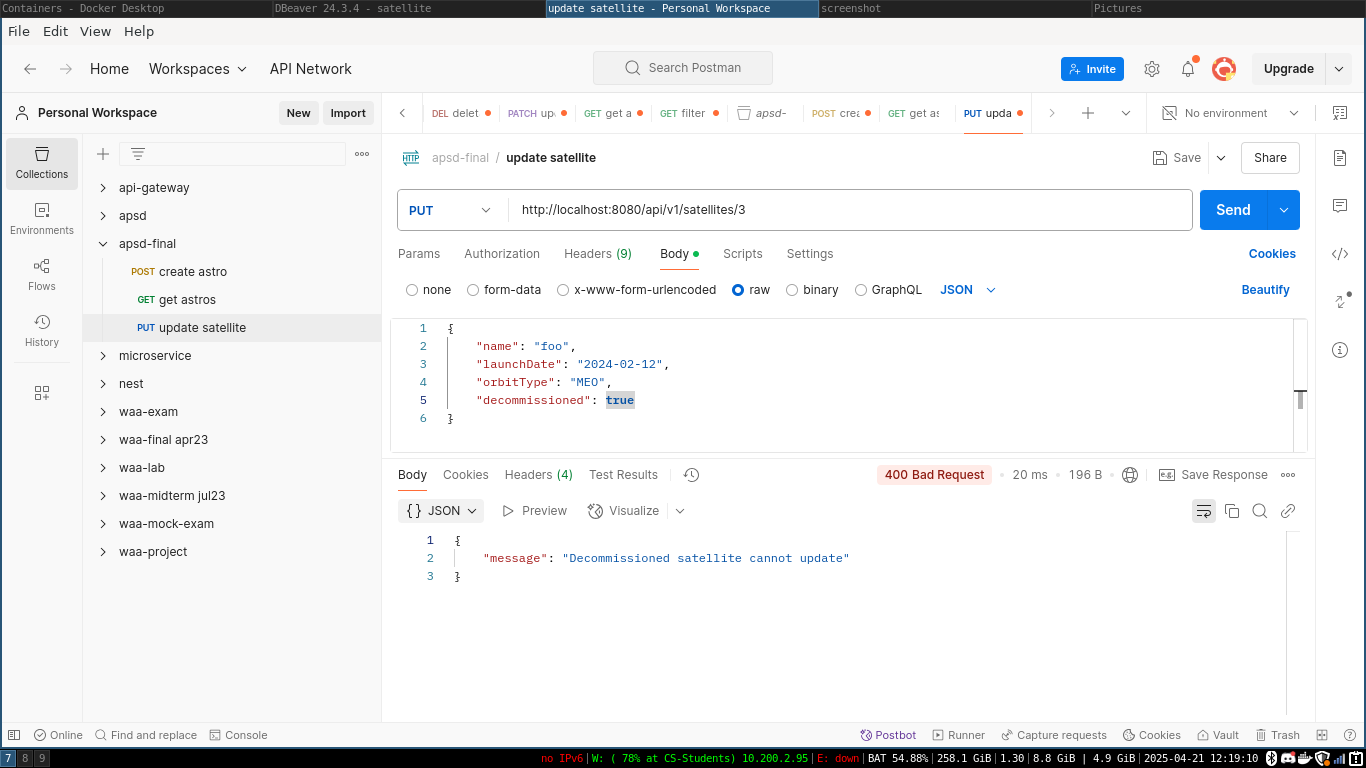 Containers - Docker Desktop
DBeaver 24.3.4 - satellite
update satellite - Personal Workspace
screenshot
Pictures
File Edit View Help
Home Workspaces API Network
Search Postman
Invite
Upgrade
Personal Workspace
New
Import
DEL delet
PATCH up
GET get a
GET filter
apsd-
POST crea
GET get as
PUT upda
No environment
Collections
Environments
Flows
History
api-gateway
apsd
apsd-final
POST create astro
GET get astros
PUT update satellite
microservice
nest
waa-exam
waa-final apr23
waa-lab
waa-midterm jul23
waa-mock-exam
waa-project
HTTP apsd-final / update satellite
Save
Share
PUT http://localhost:8080/api/v1/satellites/3
Send
Params Authorization Headers (9) Body Scripts Settings
Cookies
none form-data x-www-form-urlencoded raw binary GraphQL JSON
Beautify
1 {
2 "name": "foo",
3 "launchDate": "2024-02-12",
4 "orbitType": "MEO",
5 "decommissioned": true
6 }
Body Cookies Headers (4) Test Results
400 Bad Request 20 ms 196 B
e.g. Save Response
{} JSON Preview Visualize
1 {
2 "message": "Decommissioned satellite cannot update"
3 }
Online Find and replace Console
Postbot Runner Capture requests Cookies Vault Trash
7 8 9
no IPv6|W: ( 78% at CS-Students) 10.200.2.95|E: down|BAT 54.88%|258.1 GiB|1.30|8.8 GiB | 4.9 GiB|2025-04-21 12:19:10